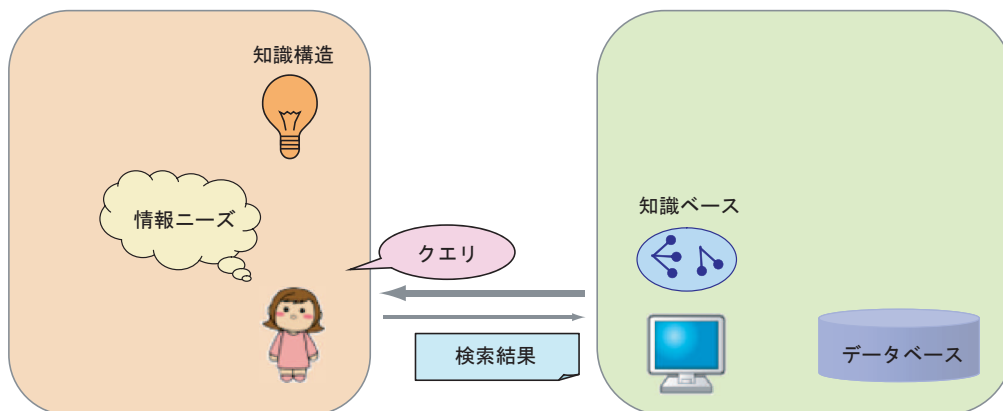 知識構造
情報ニーズ
クエリ
検索結果
知識ベース
データベース